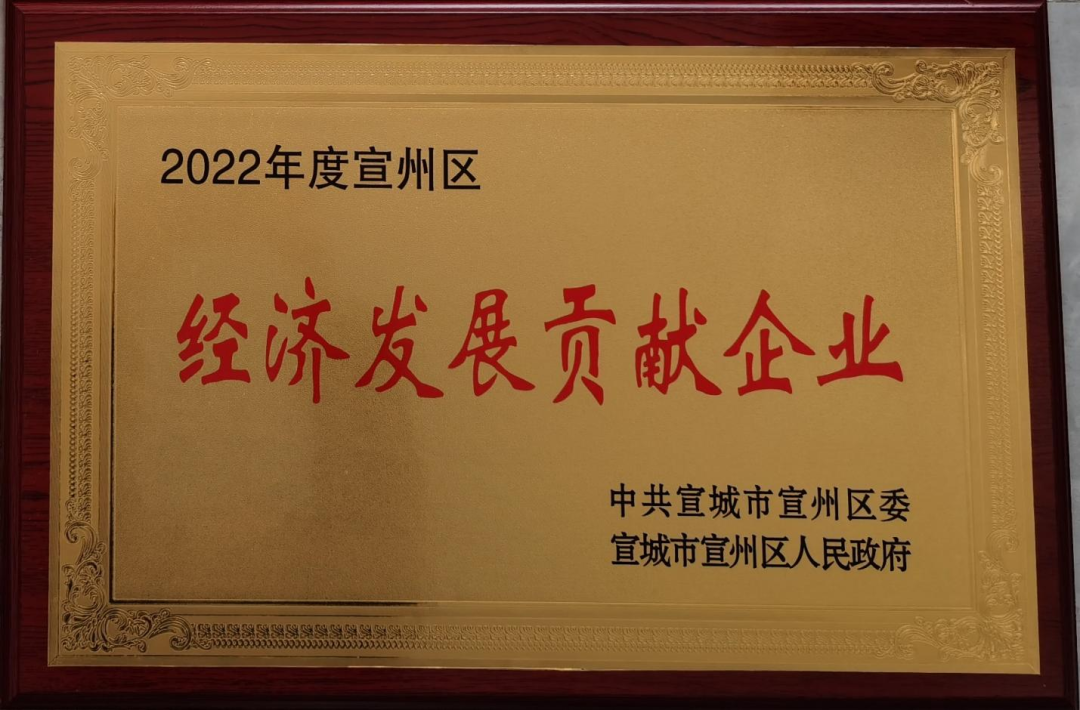 2022年度宣州区
经济发展贡献企业
中共宣城市宣州区委
宣城市宣州区人民政府